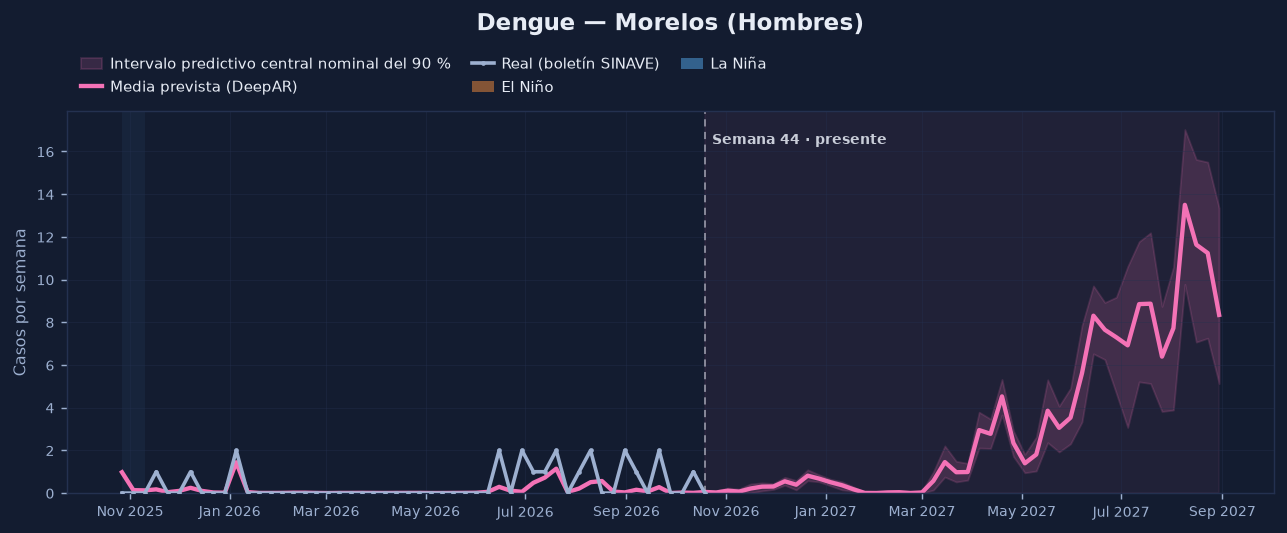 Dengue — Morelos (Hombres)
Intervalo predictivo central nominal del 90 %
Media prevista (DeepAR)
Real (boletín SINAVE)
El Niño
La Niña
Semana 44 · presente
Casos por semana
16
14
12
10
8
6
4
2
0
Nov 2025
Jan 2026
Mar 2026
May 2026
Jul 2026
Sep 2026
Nov 2026
Jan 2027
Mar 2027
May 2027
Jul 2027
Sep 2027